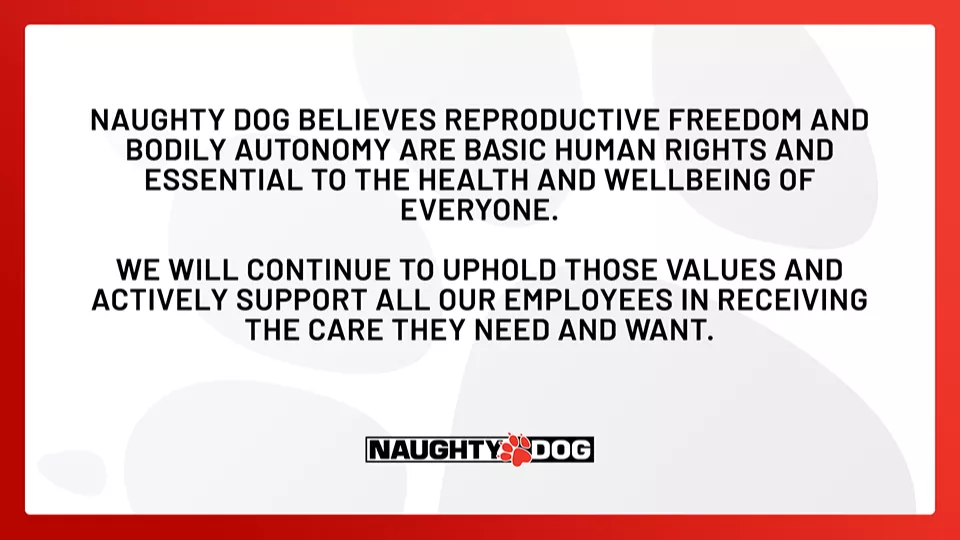 NAUGHTY DOG BELIEVES REPRODUCTIVE FREEDOM AND
BODILY AUTONOMY ARE BASIC HUMAN RIGHTS AND
ESSENTIAL TO THE HEALTH AND WELLBEING OF
EVERYONE.
WE WILL CONTINUE TO UPHOLD THOSE VALUES AND
ACTIVELY SUPPORT ALL OUR EMPLOYEES IN RECEIVING
THE CARE THEY NEED AND WANT.
NAUGHTY DOG